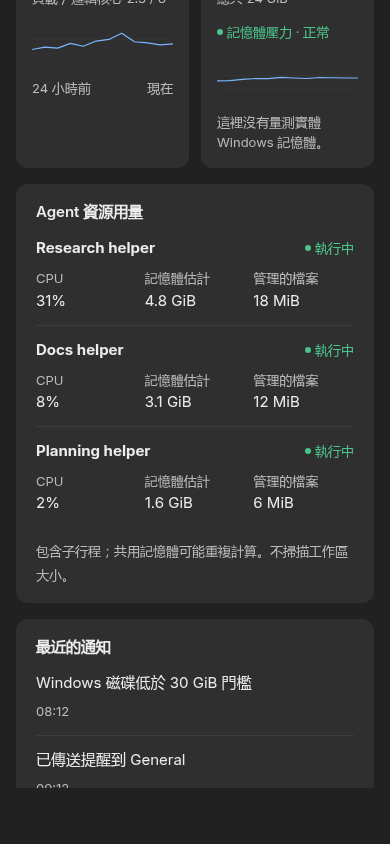 記憶體壓力 · 正常
24 小時前
現在
這裡沒有量測實體
Windows 記憶體。
Agent 資源用量
Research helper
執行中
CPU
記憶體估計
管理的檔案
31%
4.8 GiB
18 MiB
Docs helper
執行中
CPU
記憶體估計
管理的檔案
8%
3.1 GiB
12 MiB
Planning helper
執行中
CPU
記憶體估計
管理的檔案
2%
1.6 GiB
6 MiB
包含子行程；共用記憶體可能重複計算。不掃描工作區
大小。
最近的通知
Windows 磁碟低於 30 GiB 門檻
08:12
已傳送提醒到 General